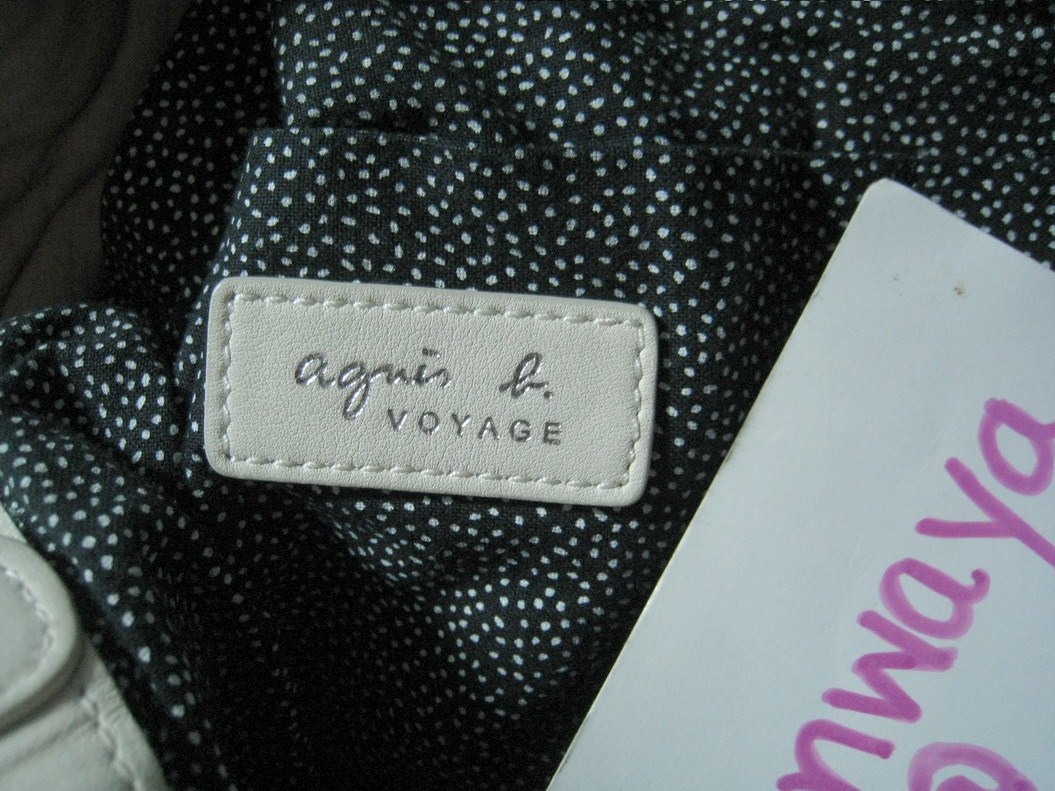 agnès b.
VOYAGE
nwaya
@